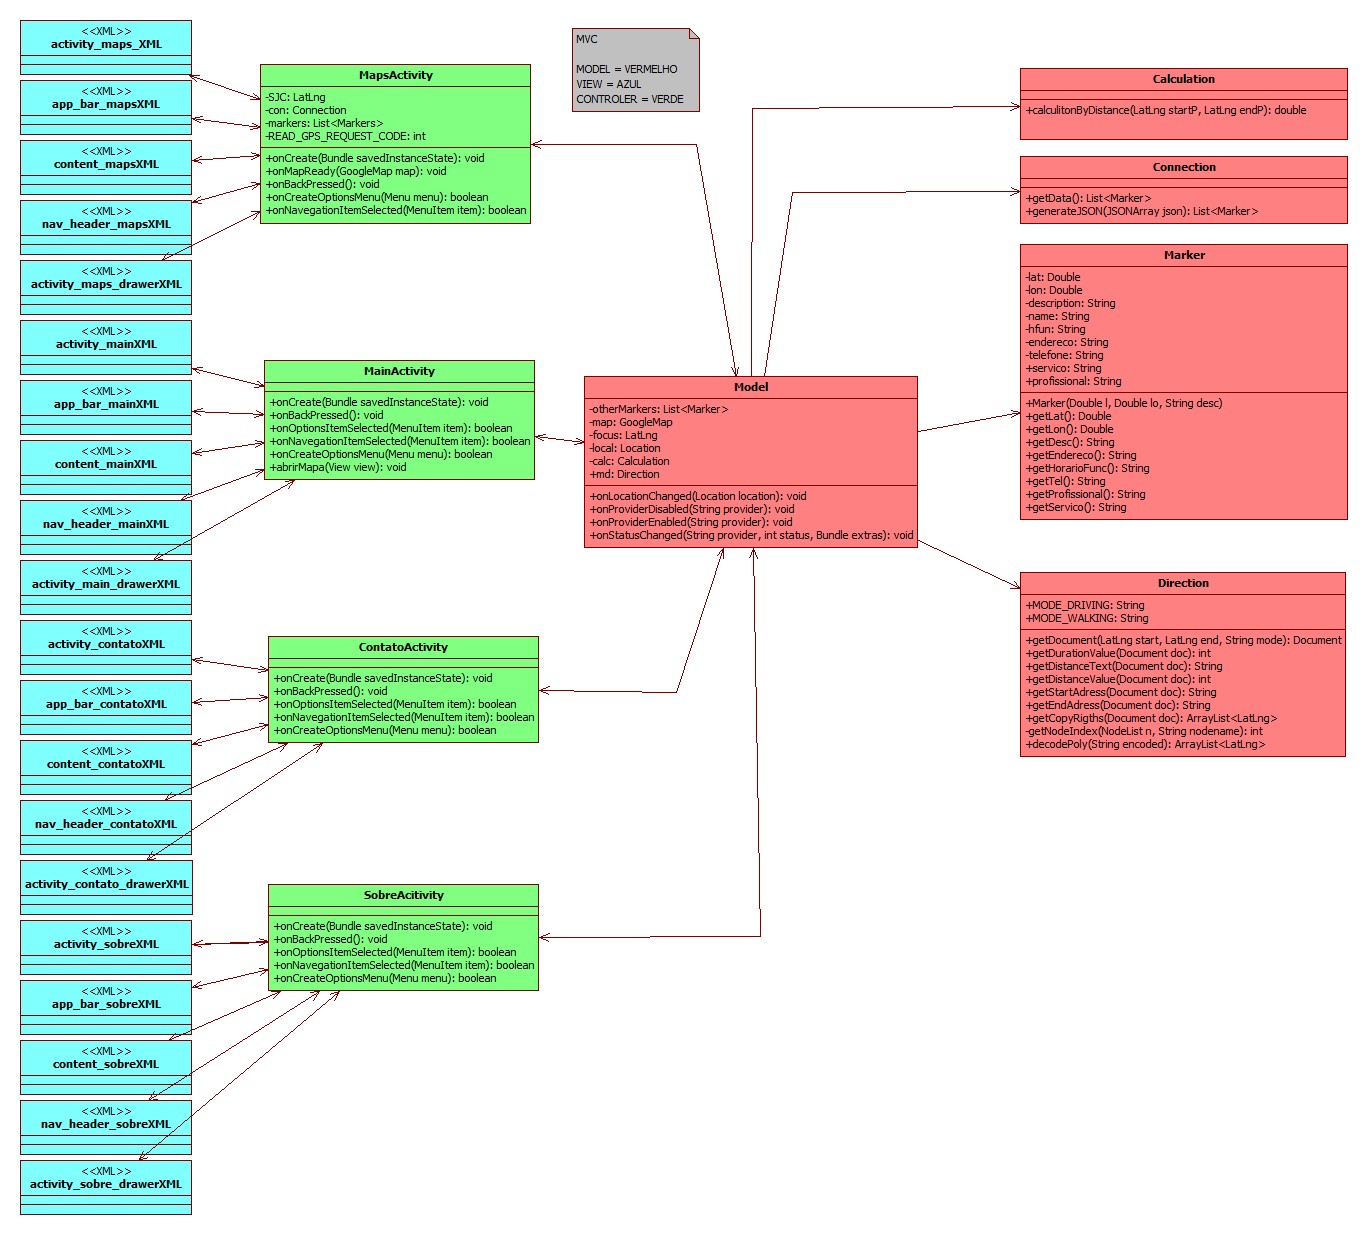 <<XML>>
activity_maps_XML
<<XML>>
app_bar_mapsXML
<<XML>>
content_mapsXML
<<XML>>
nav_header_mapsXML
<<XML>>
activity_maps_drawerXML
<<XML>>
activity_mainXML
<<XML>>
app_bar_mainXML
<<XML>>
content_mainXML
<<XML>>
nav_header_mainXML
<<XML>>
activity_main_drawerXML
<<XML>>
activity_contatoXML
<<XML>>
app_bar_contatoXML
<<XML>>
content_contatoXML
<<XML>>
nav_header_contatoXML
<<XML>>
activity_contato_drawerXML
<<XML>>
activity_sobreXML
<<XML>>
app_bar_sobreXML
<<XML>>
content_sobreXML
<<XML>>
nav_header_sobreXML
<<XML>>
activity_sobre_drawerXML
MapsActivity
-SJC: LatLng
-con: Connection
-markers: List<Markers>
-READ_GPS_REQUEST_CODE: int
+onCreate(Bundle savedInstanceState): void
+onMapReady(GoogleMap map): void
+onBackPressed(): void
+onCreateOptionsMenu(Menu menu): boolean
+onNavegationItemSelected(MenuItem item): boolean
MainActivity
+onCreate(Bundle savedInstanceState): void
+onBackPressed(): void
+onOptionsItemSelected(MenuItem item): boolean
+onNavegationItemSelected(MenuItem item): boolean
+onCreateOptionsMenu(Menu menu): boolean
+abrirMapa(View view): void
ContatoActivity
+onCreate(Bundle savedInstanceState): void
+onBackPressed(): void
+onOptionsItemSelected(MenuItem item): boolean
+onNavegationItemSelected(MenuItem item): boolean
+onCreateOptionsMenu(Menu menu): boolean
SobreAcitivity
+onCreate(Bundle savedInstanceState): void
+onBackPressed(): void
+onOptionsItemSelected(MenuItem item): boolean
+onNavegationItemSelected(MenuItem item): boolean
+onCreateOptionsMenu(Menu menu): boolean
MVC
MODEL = VERMELHO
VIEW = AZUL
CONTROLER = VERDE
Model
-otherMarkers: List<Marker>
-map: GoogleMap
-focus: LatLng
-local: Location
-calc: Calculation
+md: Direction
+onLocationChanged(Location location): void
+onProviderDisabled(String provider): void
+onProviderEnabled(String provider): void
+onStatusChanged(String provider, int status, Bundle extras): void
Calculation
+calculitonByDistance(LatLng startP, LatLng endP): double
Connection
+getData(): List<Marker>
+generateJSON(JSONArray json): List<Marker>
Marker
-lat: Double
-lon: Double
-description: String
-name: String
-hfun: String
-endereco: String
-telefone: String
+servico: String
+profissional: String
+Marker(Double l, Double lo, String desc)
+getLat(): Double
+getLon(): Double
+getDesc(): String
+getEndereco(): String
+getHorarioFunc(): String
+getTel(): String
+getProfissional(): String
+getServico(): String
Direction
+MODE_DRIVING: String
+MODE_WALKING: String
+getDocument(LatLng start, LatLng end, String mode): Document
+getDurationValue(Document doc): int
+getDistanceText(Document doc): String
+getDistanceValue(Document doc): int
+getStartAdress(Document doc): String
+getEndAdress(Document doc): String
+getCopyRigths(Document doc): ArrayList<LatLng>
-getNodeIndex(NodeList n, String nodename): int
+decodePoly(String encoded): ArrayList<LatLng>